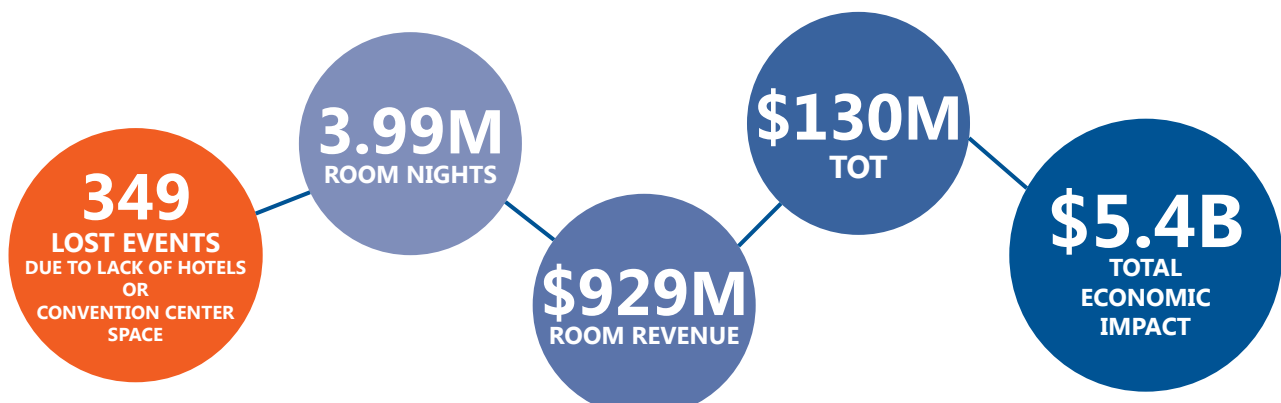 349
LOST EVENTS
DUE TO LACK OF HOTELS
OR
CONVENTION CENTER
SPACE
3.99M
ROOM NIGHTS
$929M
ROOM REVENUE
$130M
TOT
$5.4B
TOTAL
ECONOMIC
IMPACT